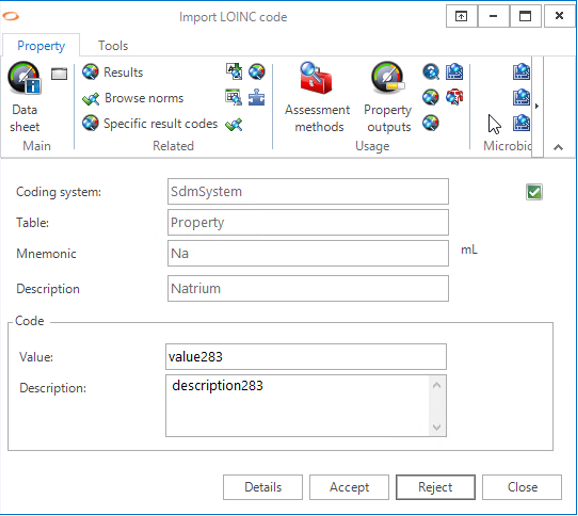 Import LOINC code
Property Tools
Data sheet
Results
Browse norms
Specific result codes
Assessment methods
Property outputs
Main Related Usage Microbio
Coding system: SdmSystem
Table: Property
Mnemonic Na mL
Description Natrium
Code
Value: value283
Description: description283
Details Accept Reject Close